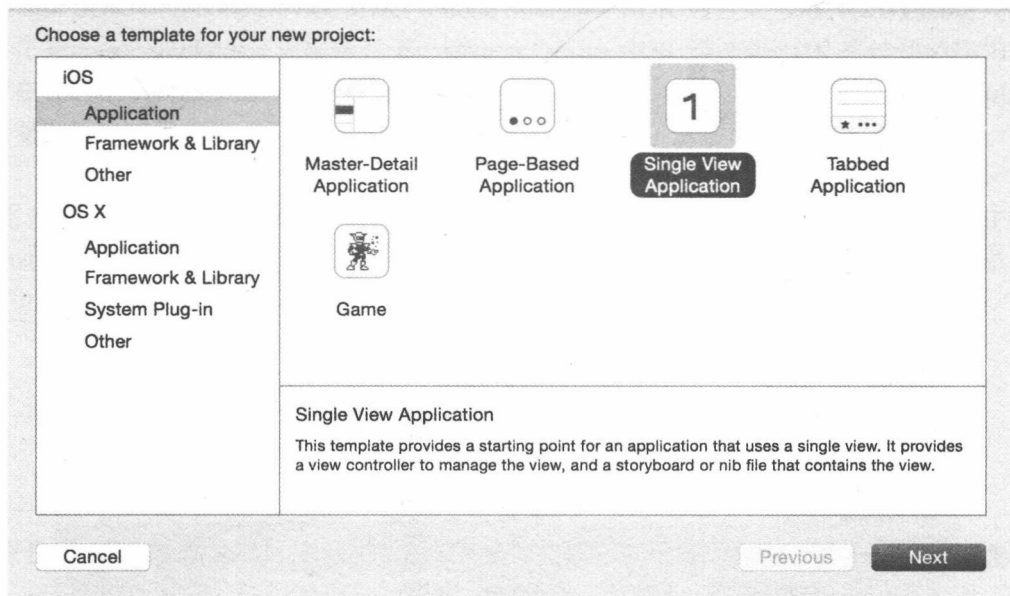 Choose a template for your new project:
iOS
Application
Framework & Library
Other
OS X
Application
Framework & Library
System Plug-in
Other
Master-Detail
Application
Page-Based
Application
1
Single View
Application
Tabbed
Application
Game
Single View Application
This template provides a starting point for an application that uses a single view. It provides
a view controller to manage the view, and a storyboard or nib file that contains the view.
Cancel
Previous
Next